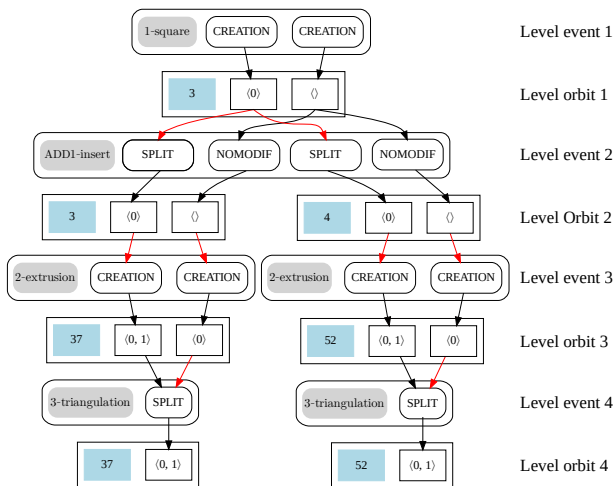 1-square CREATION CREATION Level event 1
3 ⟨0⟩ ⟨⟩ Level orbit 1
ADD1-insert SPLIT NOMODIF SPLIT NOMODIF Level event 2
3 ⟨0⟩ ⟨⟩ 4 ⟨0⟩ ⟨⟩ Level Orbit 2
2-extrusion CREATION CREATION 2-extrusion CREATION CREATION Level event 3
37 ⟨0, 1⟩ ⟨0⟩ 52 ⟨0, 1⟩ ⟨0⟩ Level orbit 3
3-triangulation SPLIT 3-triangulation SPLIT Level event 4
37 ⟨0, 1⟩ 52 ⟨0, 1⟩ Level orbit 4